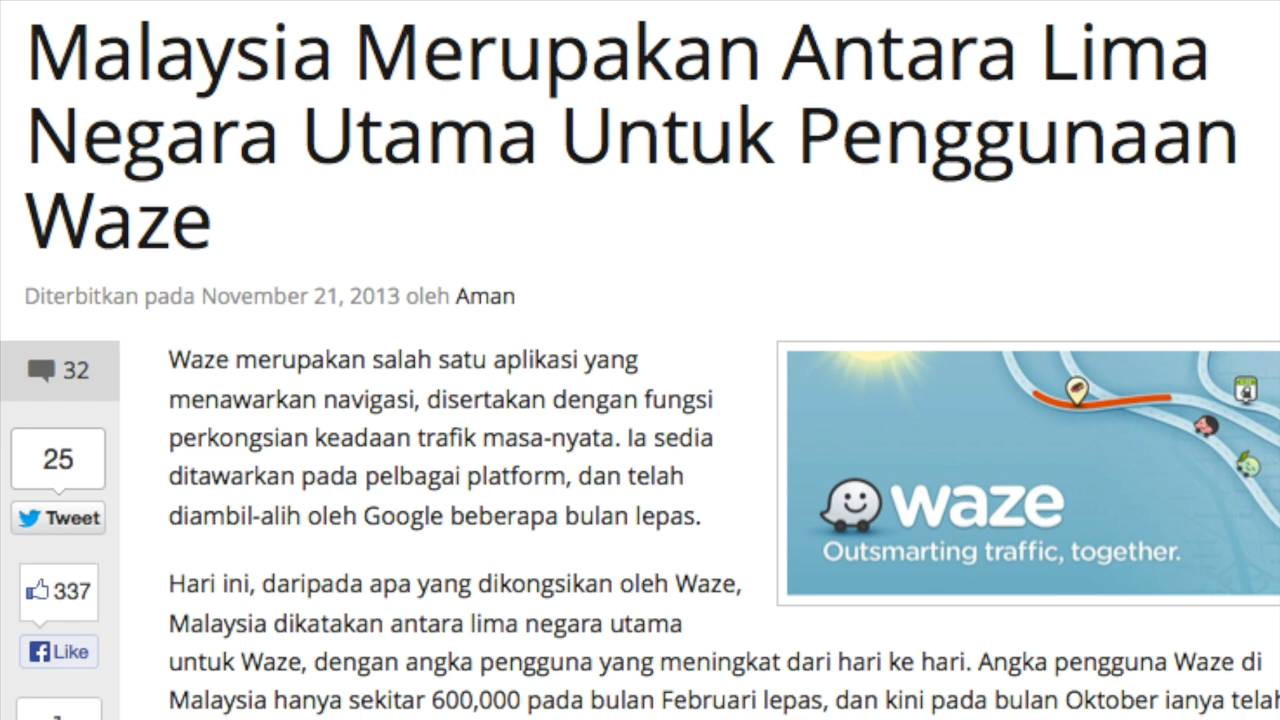 Malaysia Merupakan Antara Lima
Negara Utama Untuk Penggunaan
Waze
Diterbitkan pada November 21, 2013 oleh Aman
32
25
Tweet
337
Like
Waze merupakan salah satu aplikasi yang
menawarkan navigasi, disertakan dengan fungsi
perkongsian keadaan trafik masa-nyata. Ia sedia
ditawarkan pada pelbagai platform, dan telah
diambil-alih oleh Google beberapa bulan lepas.
waze
Outsmarting traffic, together.
Hari ini, daripada apa yang dikongsikan oleh Waze,
Malaysia dikatakan antara lima negara utama
untuk Waze, dengan angka pengguna yang meningkat dari hari ke hari. Angka pengguna Waze di
Malaysia hanya sekitar 600,000 pada bulan Februari lepas, dan kini pada bulan Oktober ianya telah